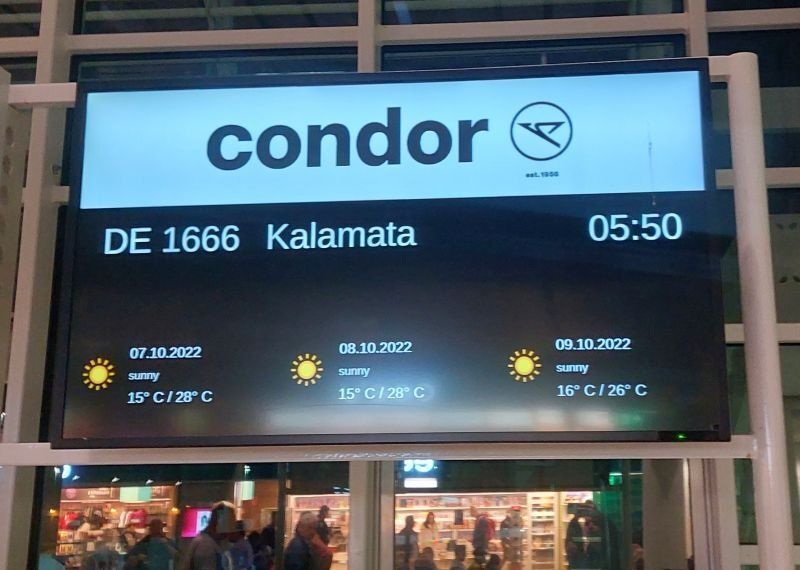 condor
est. 1956
DE 1666 Kalamata 05:50
07.10.2022 08.10.2022 09.10.2022
sunny sunny sunny
15° C / 28° C 15° C / 28° C 16° C / 26° C